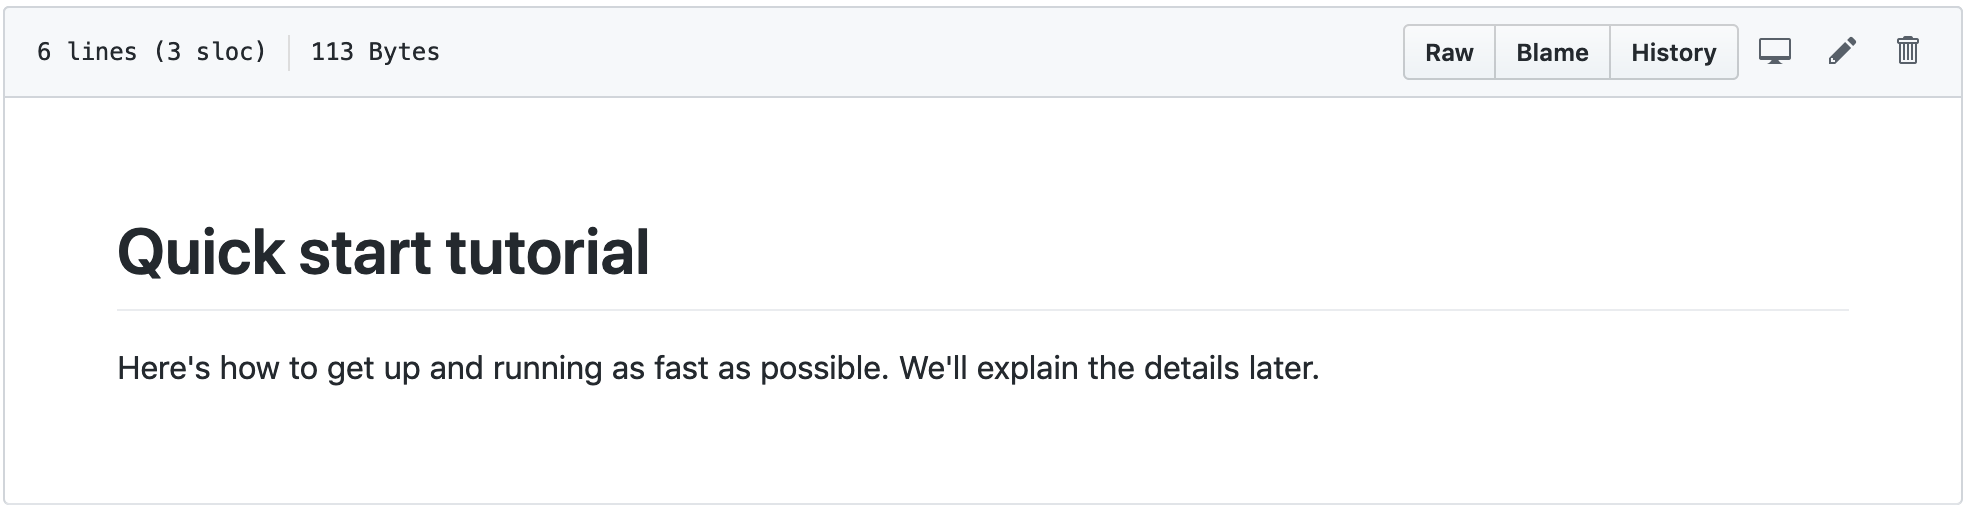 6 lines (3 sloc) 113 Bytes Raw Blame History
Quick start tutorial
Here's how to get up and running as fast as possible. We'll explain the details later.